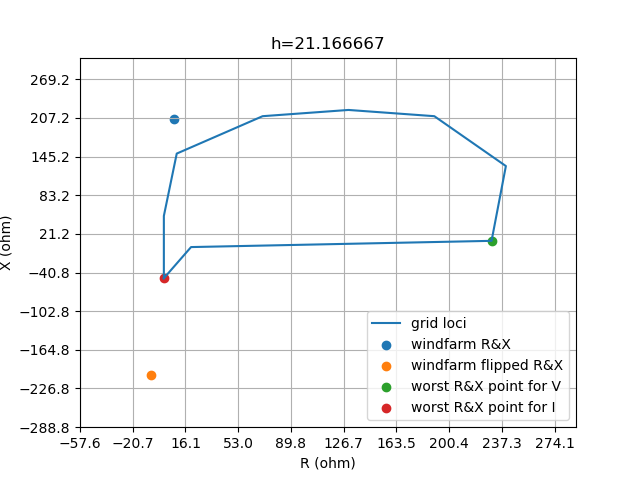 h=21.166667
269.2
207.2
145.2
83.2
21.2
−40.8
−102.8
−164.8
−226.8
−288.8
X (ohm)
grid loci
windfarm R&X
windfarm flipped R&X
worst R&X point for V
worst R&X point for I
−57.6 −20.7 16.1 53.0 89.8 126.7 163.5 200.4 237.3 274.1
R (ohm)